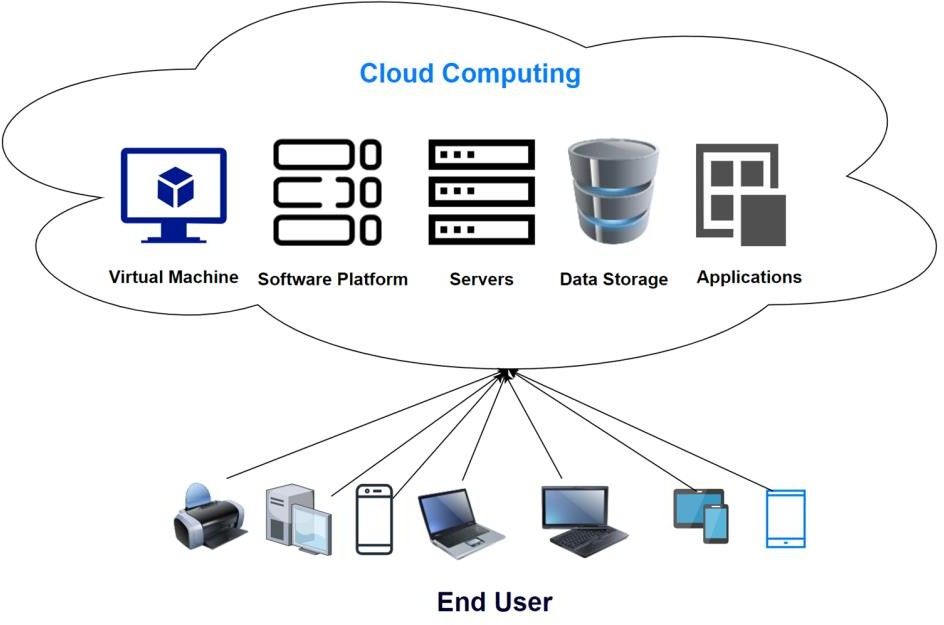 Cloud Computing
Virtual Machine
Software Platform
Servers
Data Storage
Applications
End User